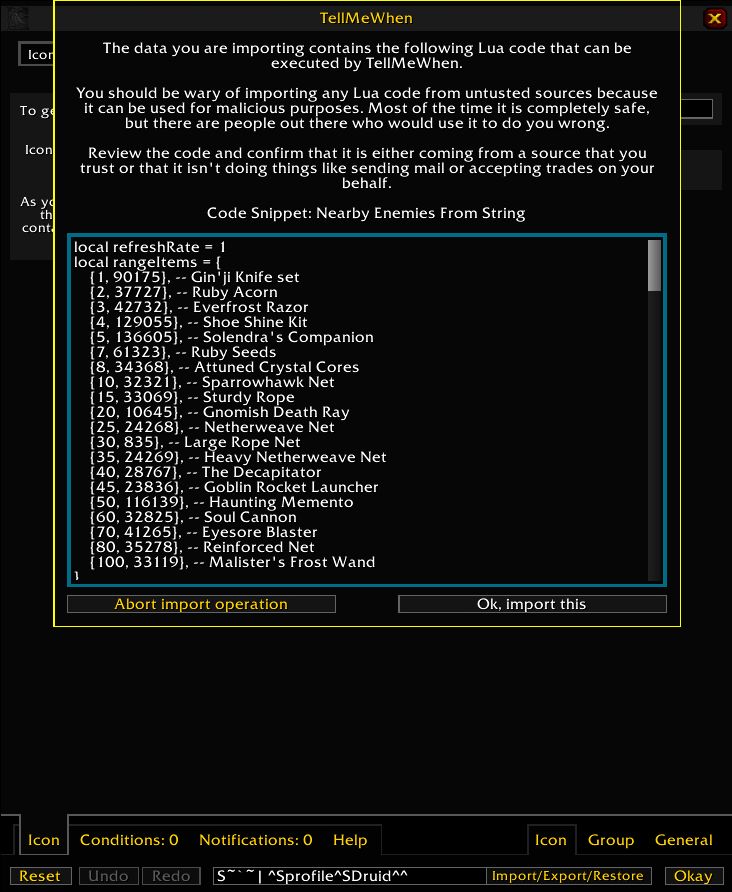 TellMeWhen
The data you are importing contains the following Lua code that can be
executed by TellMeWhen.
You should be wary of importing any Lua code from untrusted sources because
it can be used for malicious purposes. Most of the time it is completely safe,
but there are people out there who would use it to do you wrong.
Review the code and confirm that it is either coming from a source that you
trust or that it isn't doing things like sending mail or accepting trades on your
behalf.
Code Snippet: Nearby Enemies From String
local refreshRate = 1
local rangeItems = {
{1, 90175}, -- Gin'ji Knife set
{2, 37727}, -- Ruby Acorn
{3, 42732}, -- Everfrost Razor
{4, 129055}, -- Shoe Shine Kit
{5, 136605}, -- Solendra's Companion
{7, 61323}, -- Ruby Seeds
{8, 34368}, -- Attuned Crystal Cores
{10, 32321}, -- Sparrowhawk Net
{15, 33069}, -- Sturdy Rope
{20, 10645}, -- Gnomish Death Ray
{25, 24268}, -- Netherweave Net
{30, 835}, -- Large Rope Net
{35, 24269}, -- Heavy Netherweave Net
{40, 28767}, -- The Decapitator
{45, 23836}, -- Goblin Rocket Launcher
{50, 116139}, -- Haunting Memento
{60, 32825}, -- Soul Cannon
{70, 41265}, -- Eyesore Blaster
{80, 35278}, -- Reinforced Net
{100, 33119}, -- Malister's Frost Wand
}
Abort import operation
Ok, import this
Icon
To ge
Icon
As yo
th
conta
Icon
Conditions: 0
Notifications: 0
Help
Icon
Group
General
Reset
Undo
Redo
S~`~| ^Sprofile^SDruid^^
Import/Export/Restore
Okay